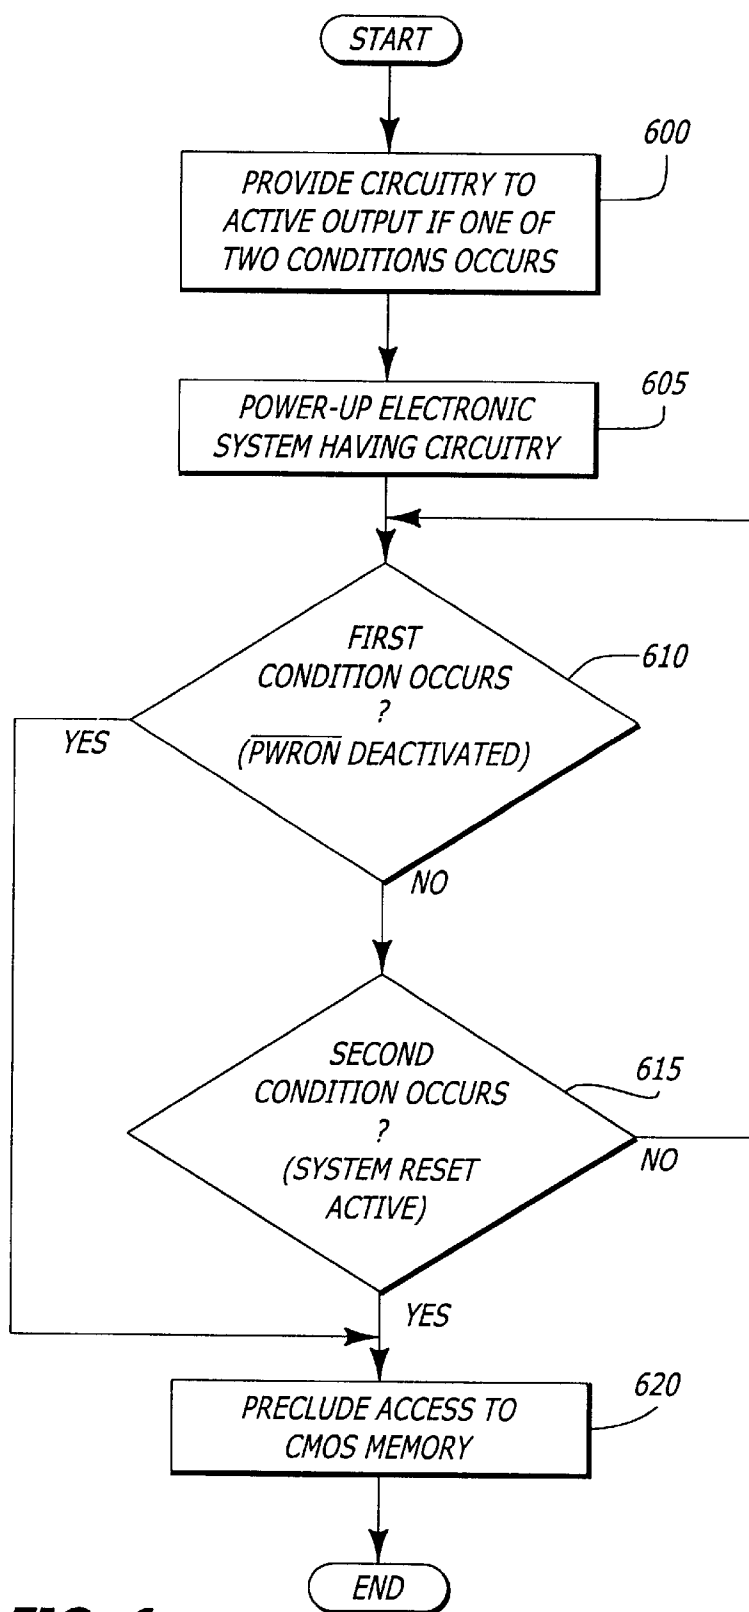 START
600
PROVIDE CIRCUITRY TO
ACTIVE OUTPUT IF ONE OF
TWO CONDITIONS OCCURS
605
POWER-UP ELECTRONIC
SYSTEM HAVING CIRCUITRY
610
FIRST
CONDITION OCCURS
?
(P̅W̅R̅O̅N̅ DEACTIVATED)
YES
NO
615
SECOND
CONDITION OCCURS
?
(SYSTEM RESET
ACTIVE)
NO
YES
620
PRECLUDE ACCESS TO
CMOS MEMORY
END